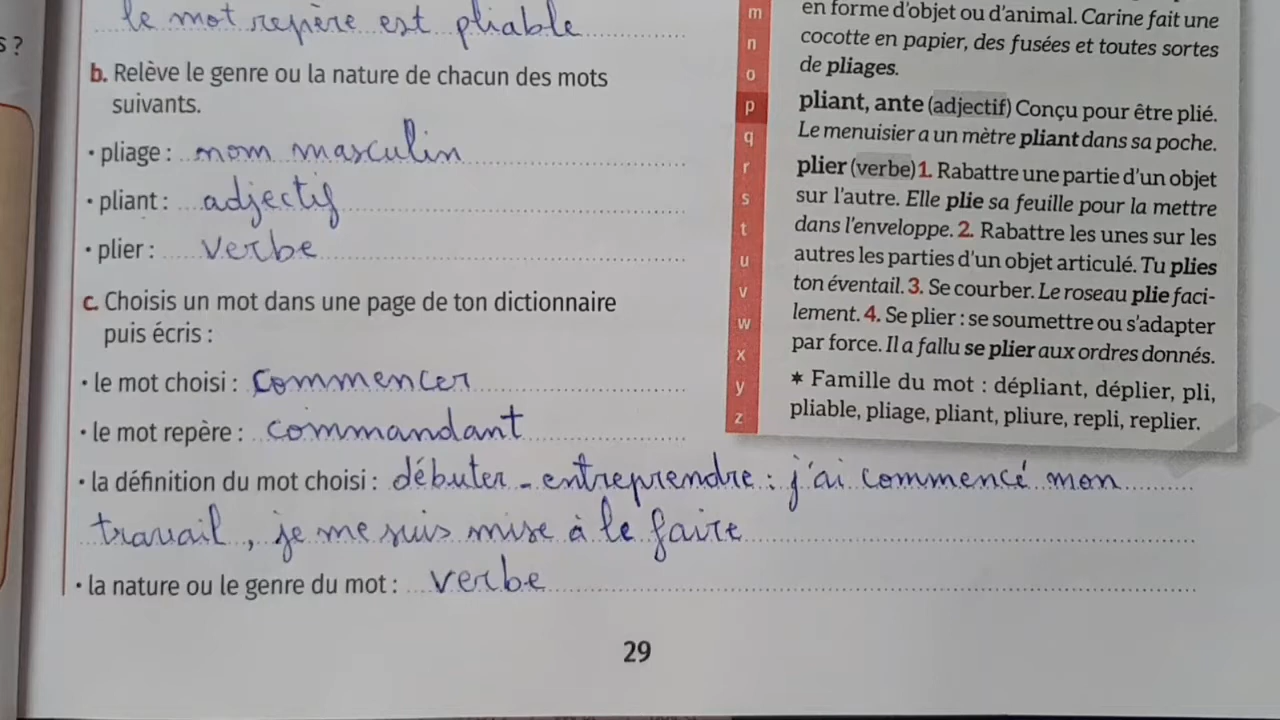 le mot repère est pliable
s ?
b. Relève le genre ou la nature de chacun des mots
suivants.
• pliage : nom masculin
• pliant : adjectif
• plier : verbe
c. Choisis un mot dans une page de ton dictionnaire
puis écris :
• le mot choisi : commencer
• le mot repère : commandant
• la définition du mot choisi : débuter - entreprendre : j'ai commencé mon
travail, je me suis mise à le faire
• la nature ou le genre du mot : verbe
29
m
n
o
p
q
r
s
t
u
v
w
x
y
z
en forme d'objet ou d'animal. Carine fait une
cocotte en papier, des fusées et toutes sortes
de pliages.
pliant, ante (adjectif) Conçu pour être plié.
Le menuisier a un mètre pliant dans sa poche.
plier (verbe) 1. Rabattre une partie d'un objet
sur l'autre. Elle plie sa feuille pour la mettre
dans l'enveloppe. 2. Rabattre les unes sur les
autres les parties d'un objet articulé. Tu plies
ton éventail. 3. Se courber. Le roseau plie faci-
lement. 4. Se plier : se soumettre ou s'adapter
par force. Il a fallu se plier aux ordres donnés.
* Famille du mot : dépliant, déplier, pli,
pliable, pliage, pliant, pliure, repli, replier.